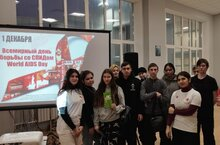 1 ДЕКАБРЯ
Всемирный день
борьбы со СПИДом
World AIDS Day